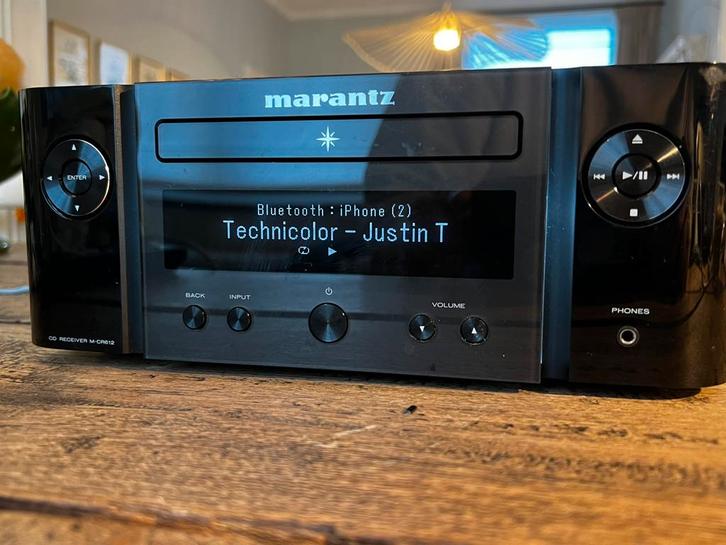 marantz
ENTER
Bluetooth : iPhone (2)
Technicolor - Justin T
BACK
INPUT
VOLUME
PHONES
CD RECEIVER M-CR612